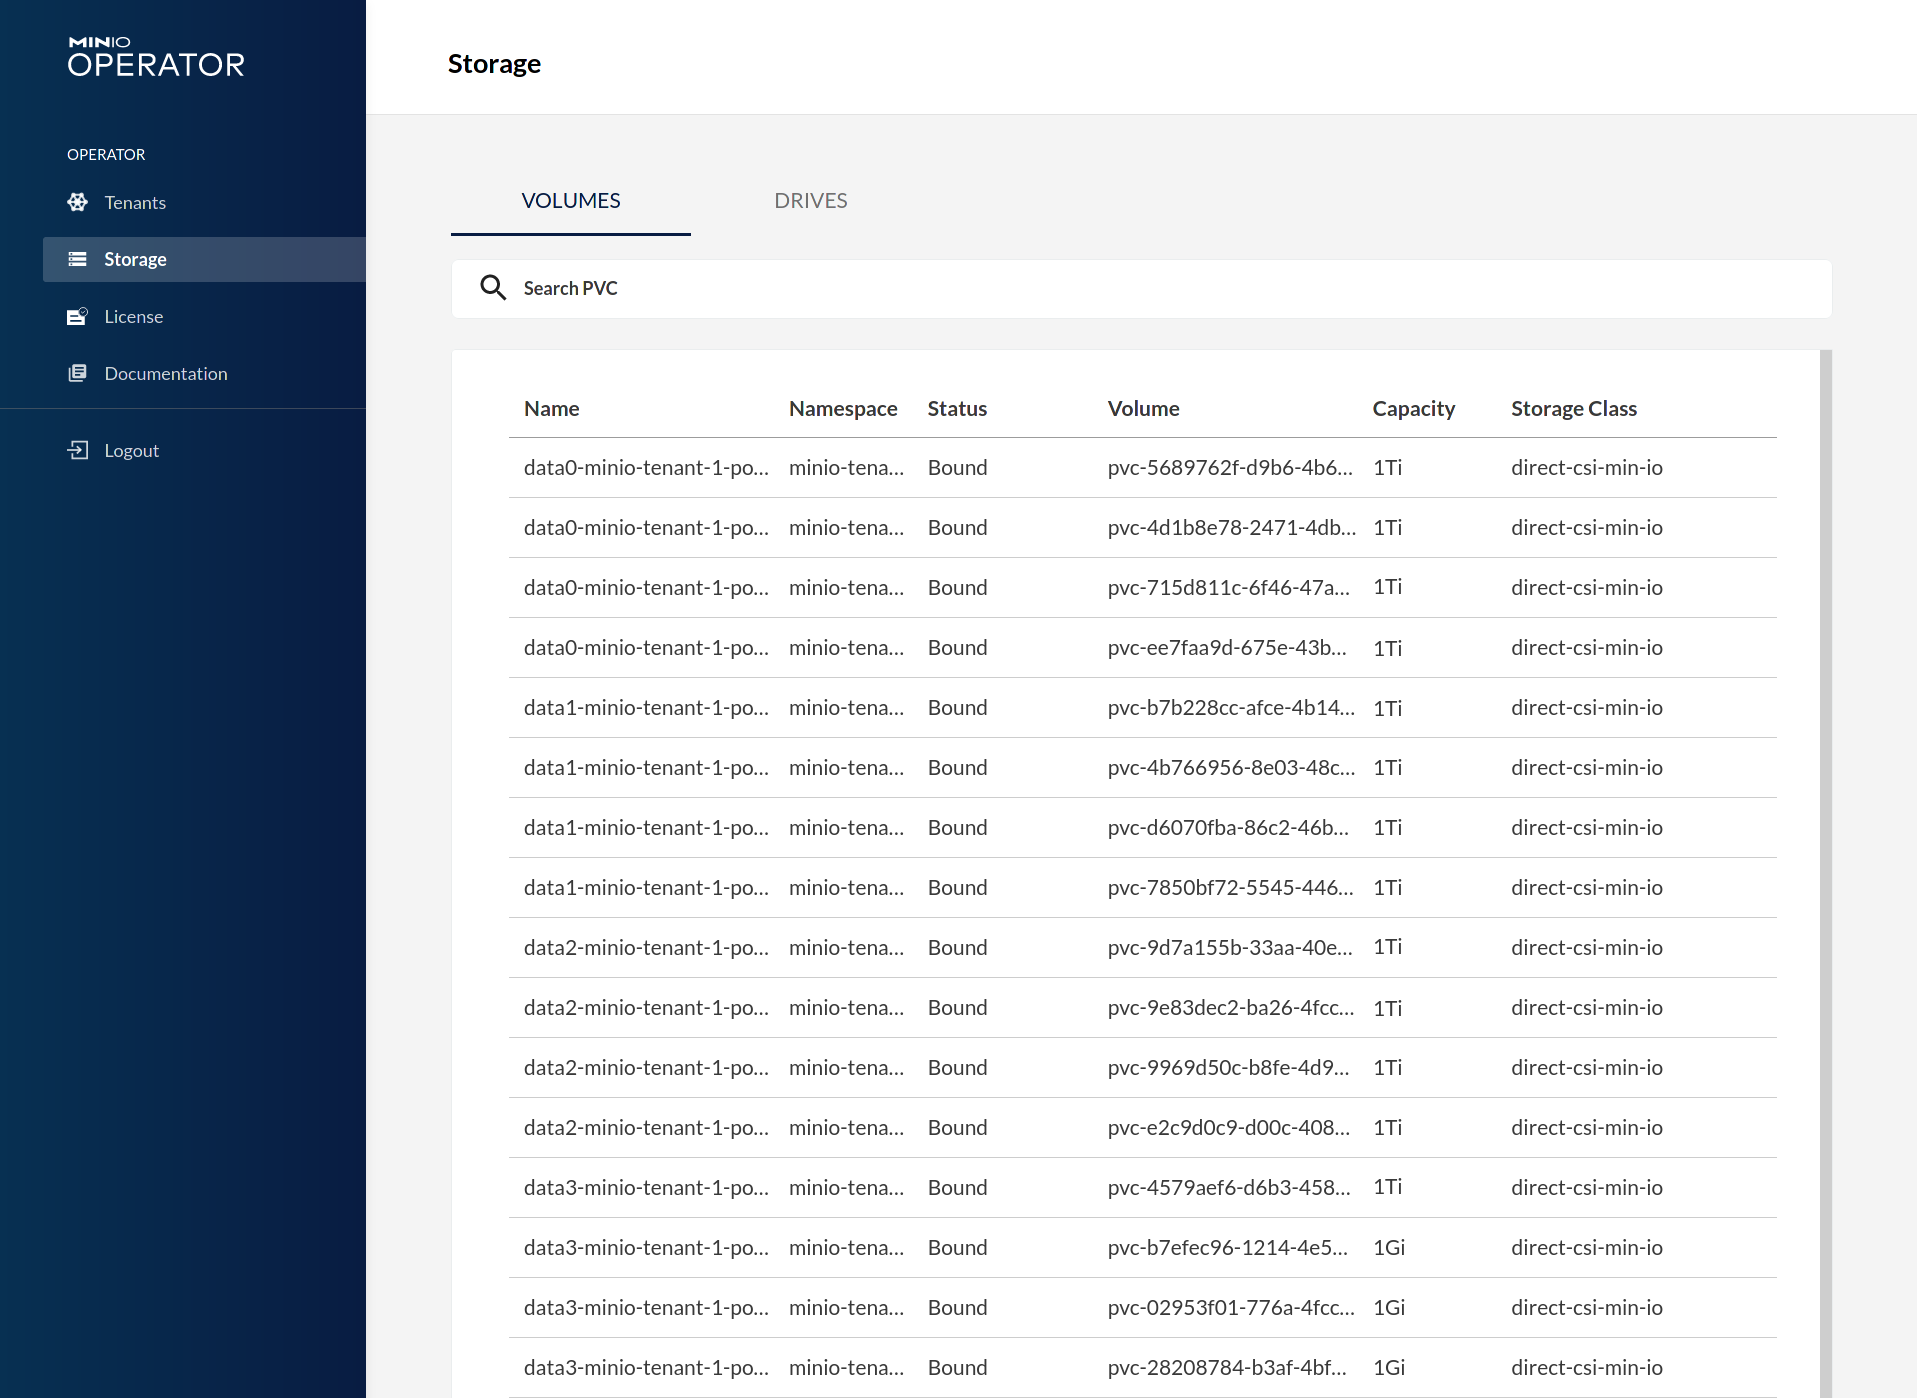 MINIO
OPERATOR
Storage
OPERATOR
Tenants
Storage
License
Documentation
Logout
VOLUMES DRIVES
Search PVC
Name Namespace Status Volume Capacity Storage Class
data0-minio-tenant-1-po... minio-tena... Bound pvc-5689762f-d9b6-4b6... 1Ti direct-csi-min-io
data0-minio-tenant-1-po... minio-tena... Bound pvc-4d1b8e78-2471-4db... 1Ti direct-csi-min-io
data0-minio-tenant-1-po... minio-tena... Bound pvc-715d811c-6f46-47a... 1Ti direct-csi-min-io
data0-minio-tenant-1-po... minio-tena... Bound pvc-ee7faa9d-675e-43b... 1Ti direct-csi-min-io
data1-minio-tenant-1-po... minio-tena... Bound pvc-b7b228cc-afce-4b14... 1Ti direct-csi-min-io
data1-minio-tenant-1-po... minio-tena... Bound pvc-4b766956-8e03-48c... 1Ti direct-csi-min-io
data1-minio-tenant-1-po... minio-tena... Bound pvc-d6070fba-86c2-46b... 1Ti direct-csi-min-io
data1-minio-tenant-1-po... minio-tena... Bound pvc-7850bf72-5545-446... 1Ti direct-csi-min-io
data2-minio-tenant-1-po... minio-tena... Bound pvc-9d7a155b-33aa-40e... 1Ti direct-csi-min-io
data2-minio-tenant-1-po... minio-tena... Bound pvc-9e83dec2-ba26-4fcc... 1Ti direct-csi-min-io
data2-minio-tenant-1-po... minio-tena... Bound pvc-9969d50c-b8fe-4d9... 1Ti direct-csi-min-io
data2-minio-tenant-1-po... minio-tena... Bound pvc-e2c9d0c9-d00c-408... 1Ti direct-csi-min-io
data3-minio-tenant-1-po... minio-tena... Bound pvc-4579aef6-d6b3-458... 1Ti direct-csi-min-io
data3-minio-tenant-1-po... minio-tena... Bound pvc-b7efec96-1214-4e5... 1Gi direct-csi-min-io
data3-minio-tenant-1-po... minio-tena... Bound pvc-02953f01-776a-4fcc... 1Gi direct-csi-min-io
data3-minio-tenant-1-po... minio-tena... Bound pvc-28208784-b3af-4bf... 1Gi direct-csi-min-io